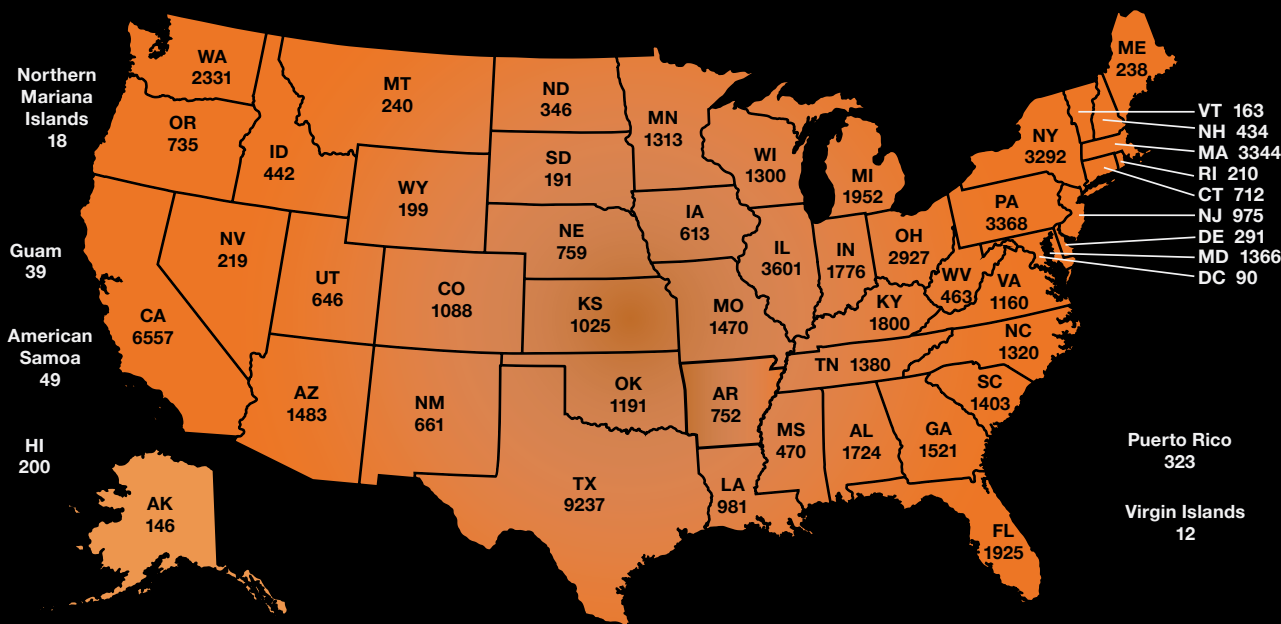 Northern
Mariana
Islands
18
Guam
39
American
Samoa
49
HI
200
AK
146
WA
2331
OR
735
CA
6557
ID
442
NV
219
MT
240
WY
199
UT
646
AZ
1483
CO
1088
NM
661
ND
346
SD
191
NE
759
KS
1025
OK
1191
TX
9237
MN
1313
IA
613
MO
1470
AR
752
LA
981
WI
1300
IL
3601
MI
1952
IN
1776
OH
2927
KY
1800
TN 1380
MS
470
AL
1724
GA
1521
FL
1925
SC
1403
NC
1320
VA
1160
WV
463
PA
3368
NY
3292
ME
238
VT 163
NH 434
MA 3344
RI 210
CT 712
NJ 975
DE 291
MD 1366
DC 90
Puerto Rico
323
Virgin Islands
12